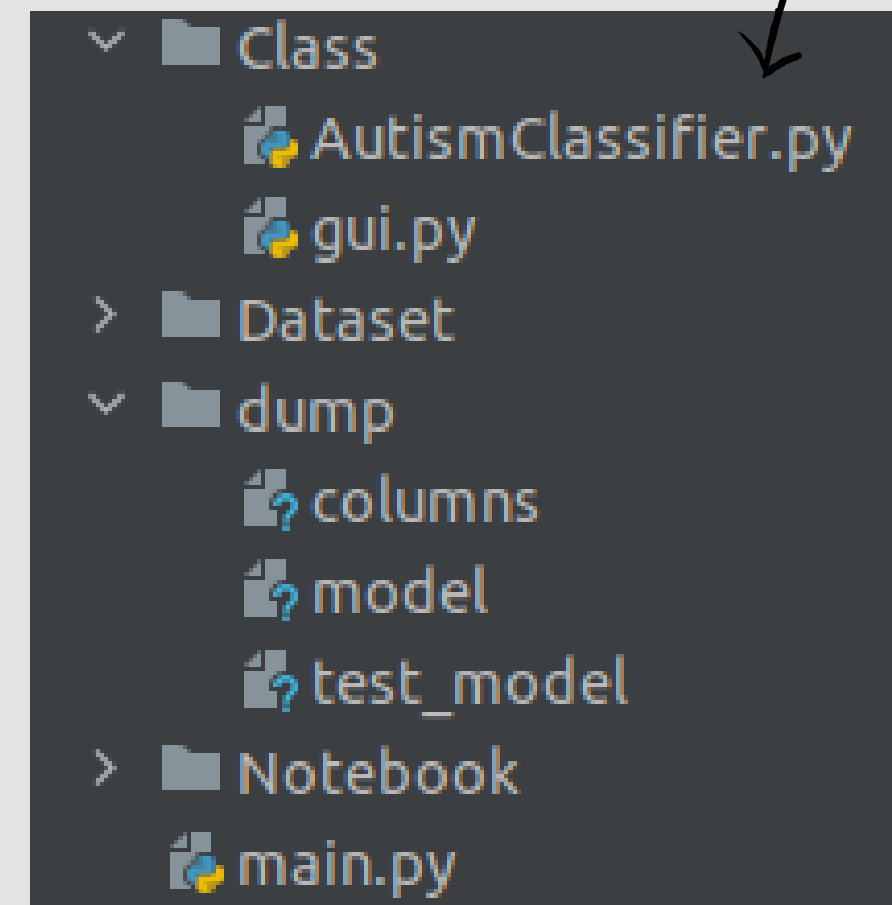 Class
AutismClassifier.py
gui.py
Dataset
dump
columns
model
test_model
Notebook
main.py